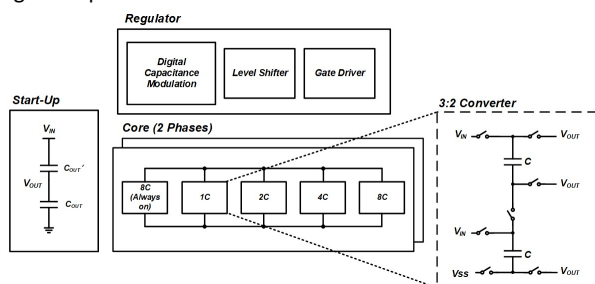 Regulator
Digital
Capacitance
Modulation
Level Shifter
Gate Driver
Start-Up
VIN
COUT'
VOUT
COUT
Core (2 Phases)
8C
(Always
on)
1C
2C
4C
8C
3:2 Converter
VIN
VOUT
C
VOUT
VIN
C
Vss
VOUT